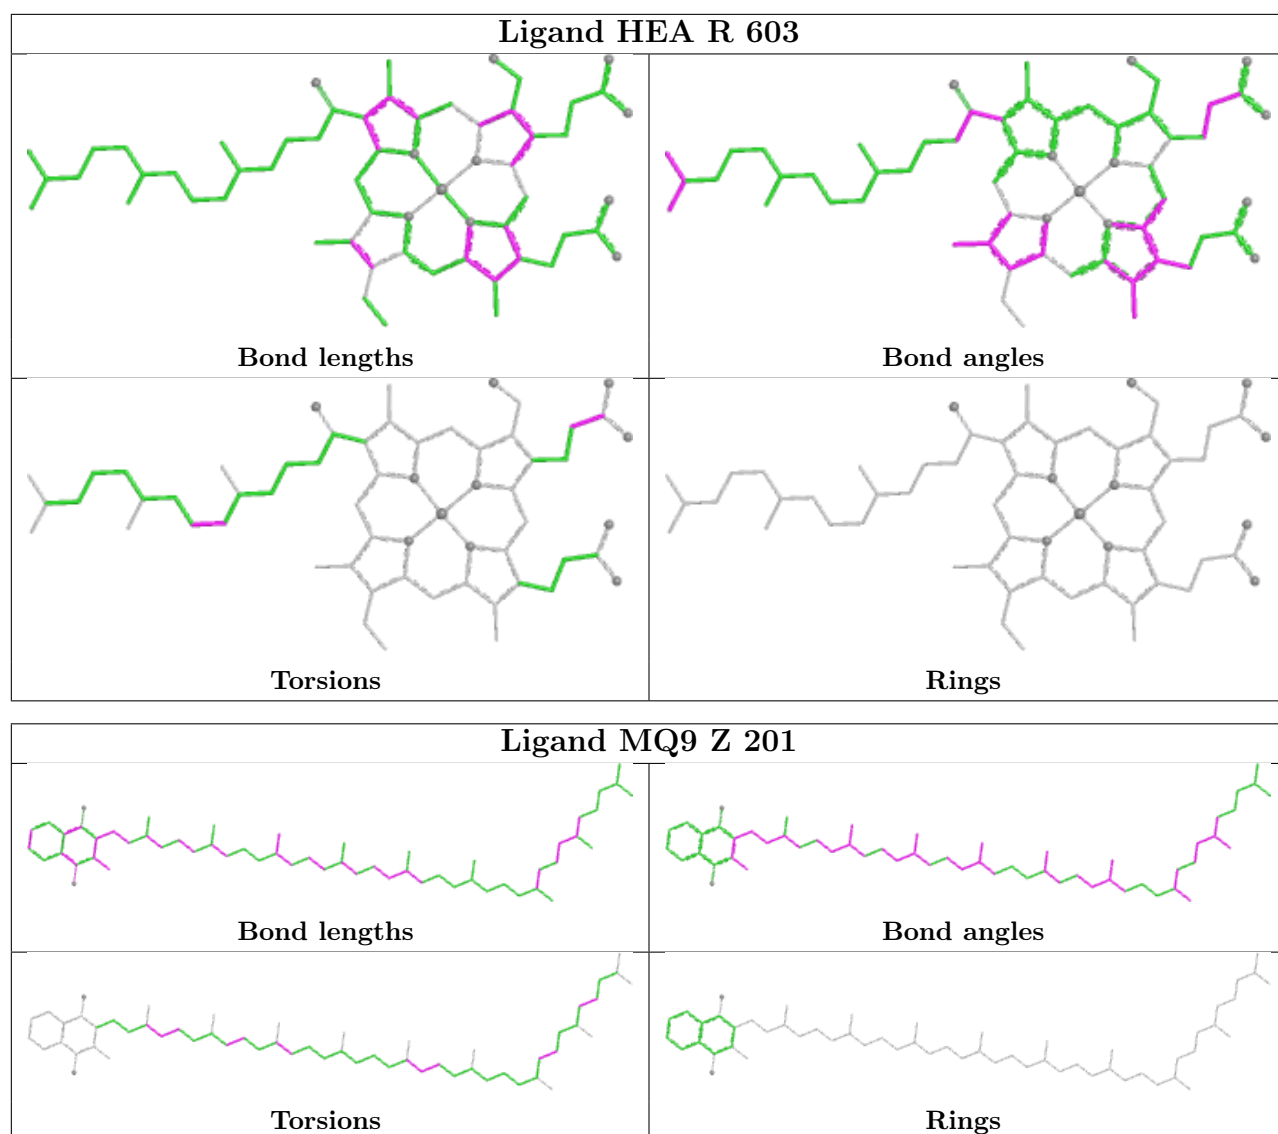 Ligand HEA R 603
Bond lengths
Bond angles
Torsions
Rings
Ligand MQ9 Z 201
Bond lengths
Bond angles
Torsions
Rings